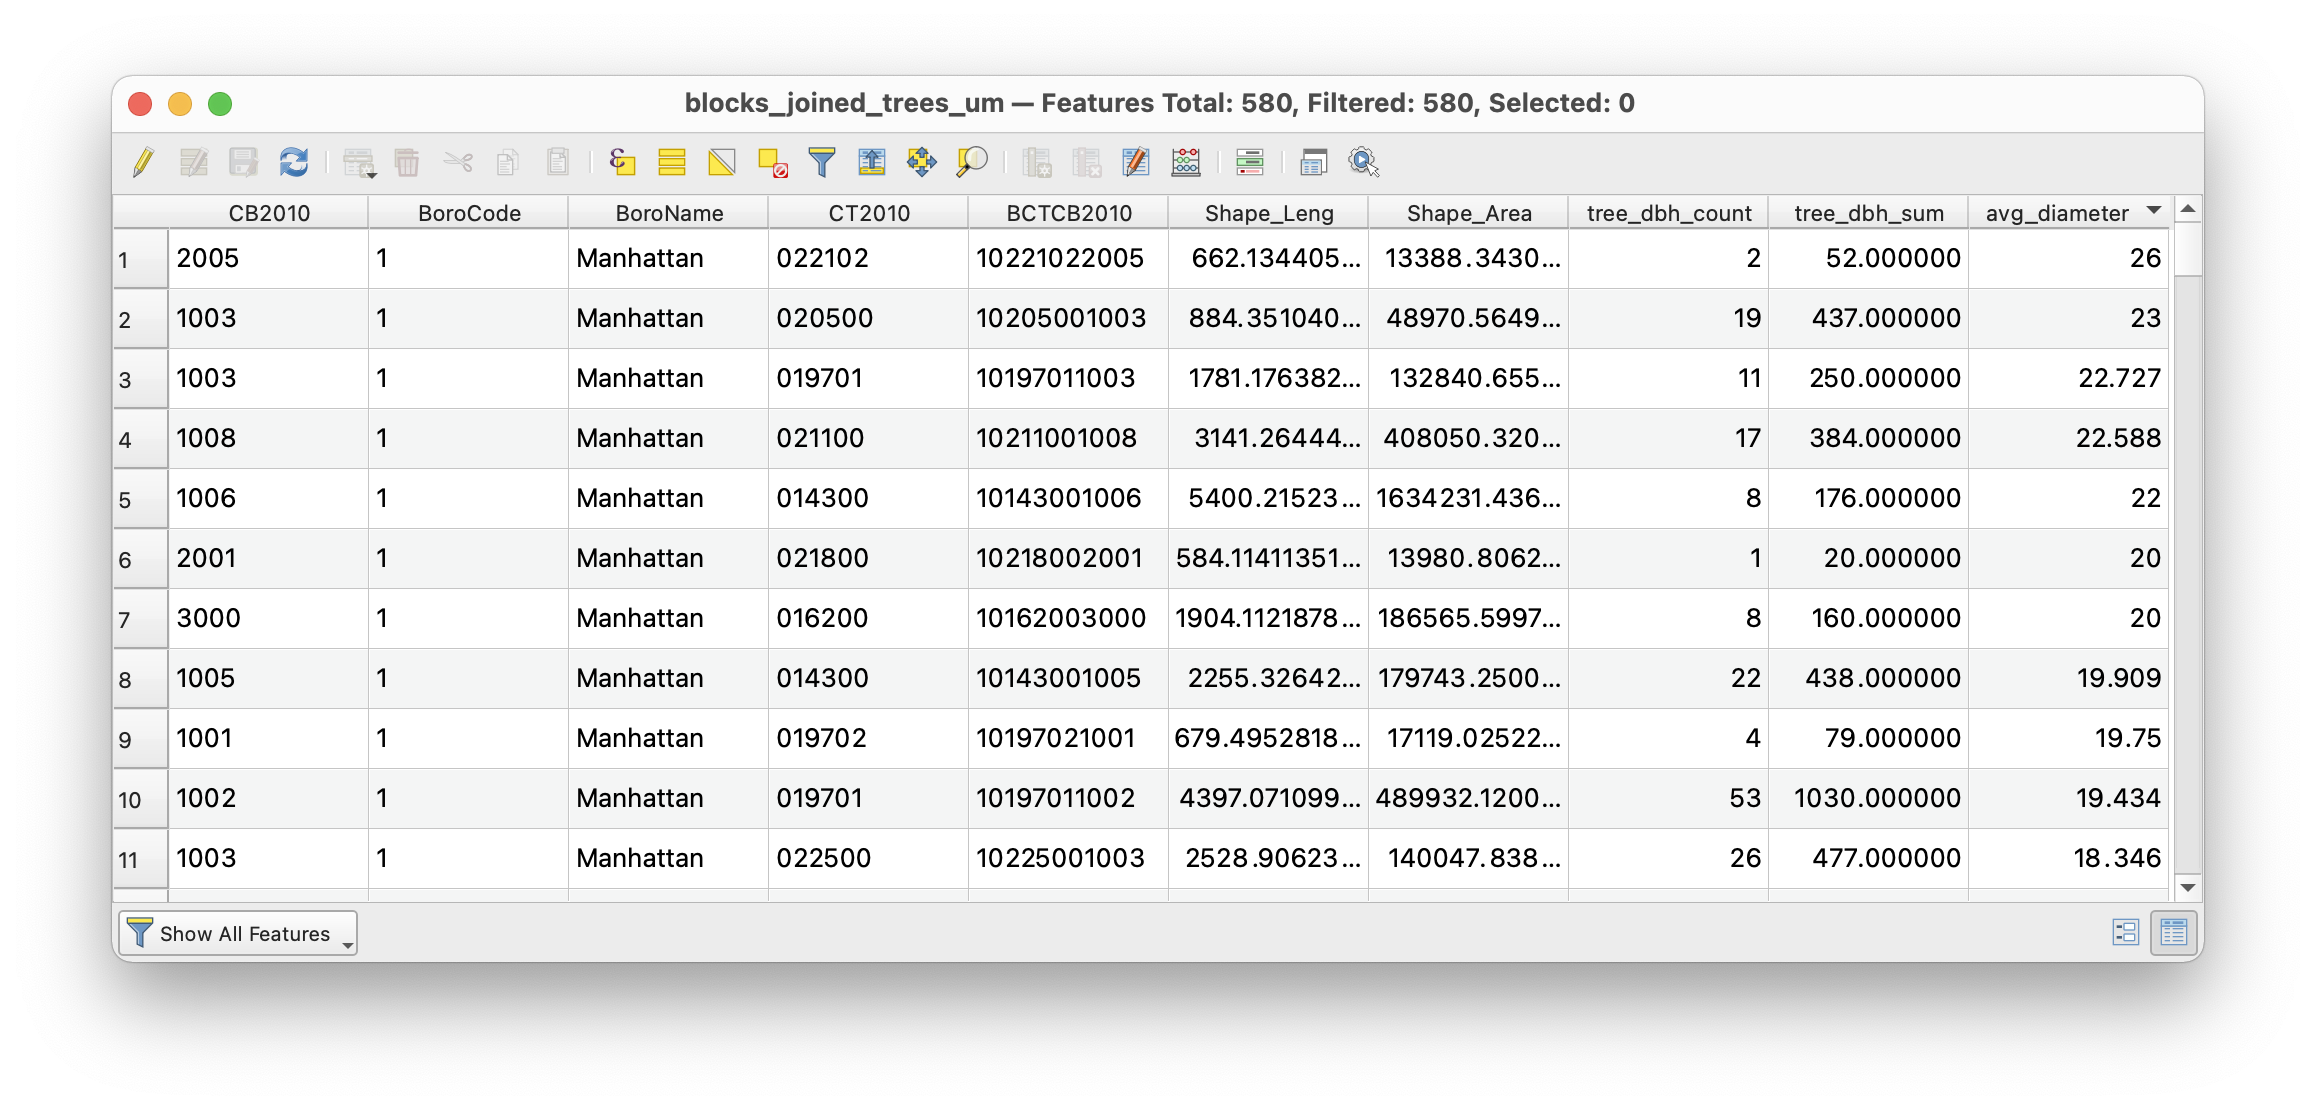 blocks_joined_trees_um — Features Total: 580, Filtered: 580, Selected: 0
CB2010 BoroCode BoroName CT2010 BCTCB2010 Shape_Leng Shape_Area tree_dbh_count tree_dbh_sum avg_diameter
1 2005 1 Manhattan 022102 10221022005 662.134405... 13388.3430... 2 52.000000 26
2 1003 1 Manhattan 020500 10205001003 884.351040... 48970.5649... 19 437.000000 23
3 1003 1 Manhattan 019701 10197011003 1781.176382... 132840.655... 11 250.000000 22.727
4 1008 1 Manhattan 021100 10211001008 3141.26444... 408050.320... 17 384.000000 22.588
5 1006 1 Manhattan 014300 10143001006 5400.21523... 1634231.436... 8 176.000000 22
6 2001 1 Manhattan 021800 10218002001 584.11411351... 13980.8062... 1 20.000000 20
7 3000 1 Manhattan 016200 10162003000 1904.1121878... 186565.5997... 8 160.000000 20
8 1005 1 Manhattan 014300 10143001005 2255.32642... 179743.2500... 22 438.000000 19.909
9 1001 1 Manhattan 019702 10197021001 679.4952818... 17119.02522... 4 79.000000 19.75
10 1002 1 Manhattan 019701 10197011002 4397.071099... 489932.1200... 53 1030.000000 19.434
11 1003 1 Manhattan 022500 10225001003 2528.90623... 140047.838... 26 477.000000 18.346
Show All Features